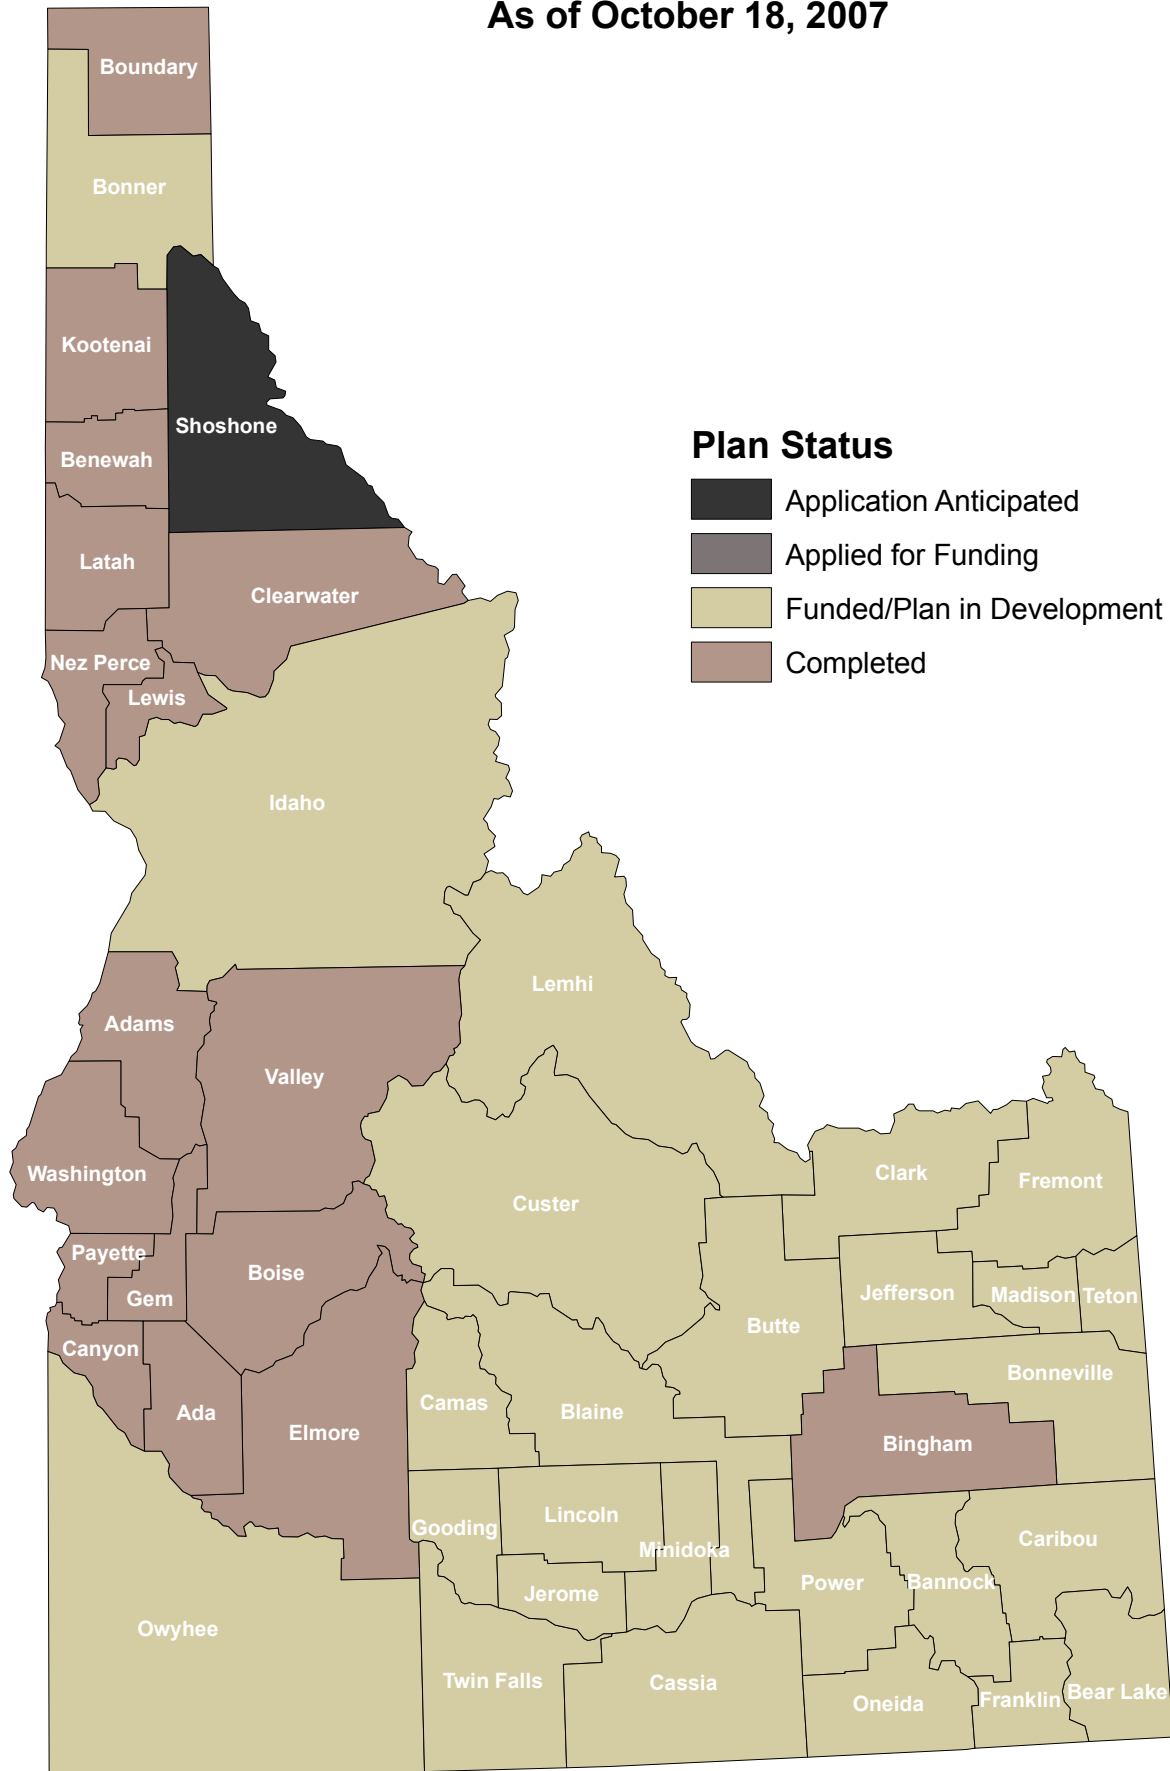 As of October 18, 2007
Boundary
Bonner
Kootenai
Shoshone
Benewah
Latah
Clearwater
Nez Perce
Lewis
Idaho
Plan Status
Application Anticipated
Applied for Funding
Funded/Plan in Development
Completed
Lemhi
Adams
Valley
Washington
Custer
Clark
Fremont
Payette
Boise
Gem
Jefferson
Madison
Teton
Butte
Canyon
Bonneville
Ada
Camas
Blaine
Elmore
Bingham
Lincoln
Gooding
Minidoka
Caribou
Jerome
Power
Bannock
Owyhee
Twin Falls
Cassia
Oneida
Franklin
Bear Lake